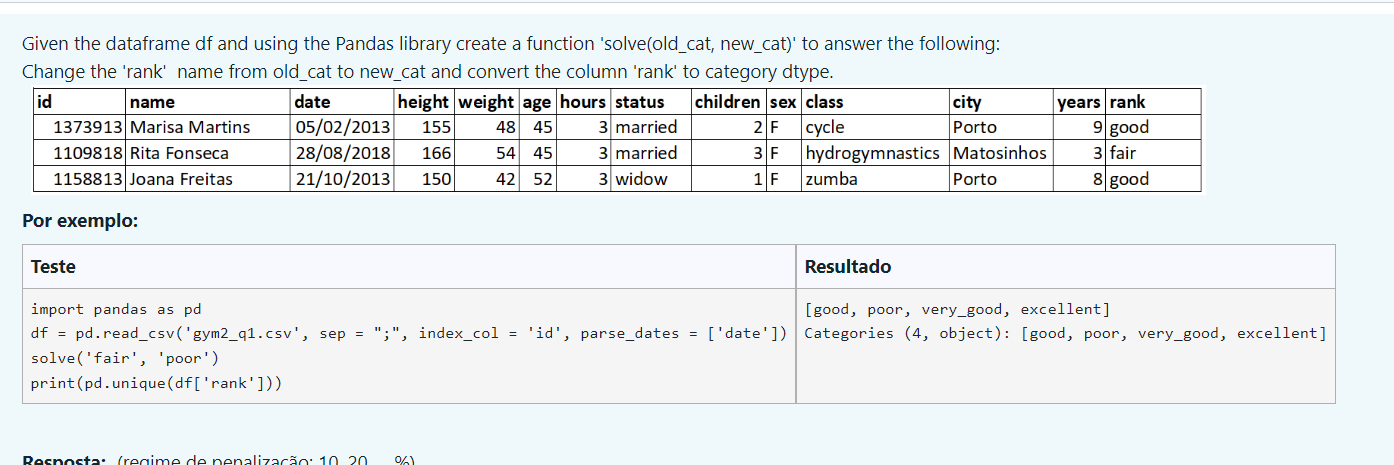 Given the dataframe df and using the Pandas library create a function 'solve(old_cat, new_cat)' to answer the following:
Change the 'rank'  name from old_cat to new_cat and convert the column 'rank' to category dtype.
id name date height weight age hours status children sex class city years rank
1373913 Marisa Martins 05/02/2013 155 48 45 3 married 2 F cycle Porto 9 good
1109818 Rita Fonseca 28/08/2018 166 54 45 3 married 3 F hydrogymnastics Matosinhos 3 fair
1158813 Joana Freitas 21/10/2013 150 42 52 3 widow 1 F zumba Porto 8 good
Por exemplo:
Teste Resultado
import pandas as pd
df = pd.read_csv('gym2_q1.csv', sep = ";", index_col = 'id', parse_dates = ['date'])
solve('fair', 'poor')
print(pd.unique(df['rank']))
[good, poor, very_good, excellent]
Categories (4, object): [good, poor, very_good, excellent]
Resposta: (regime de penalização: 10, 20, ... %)